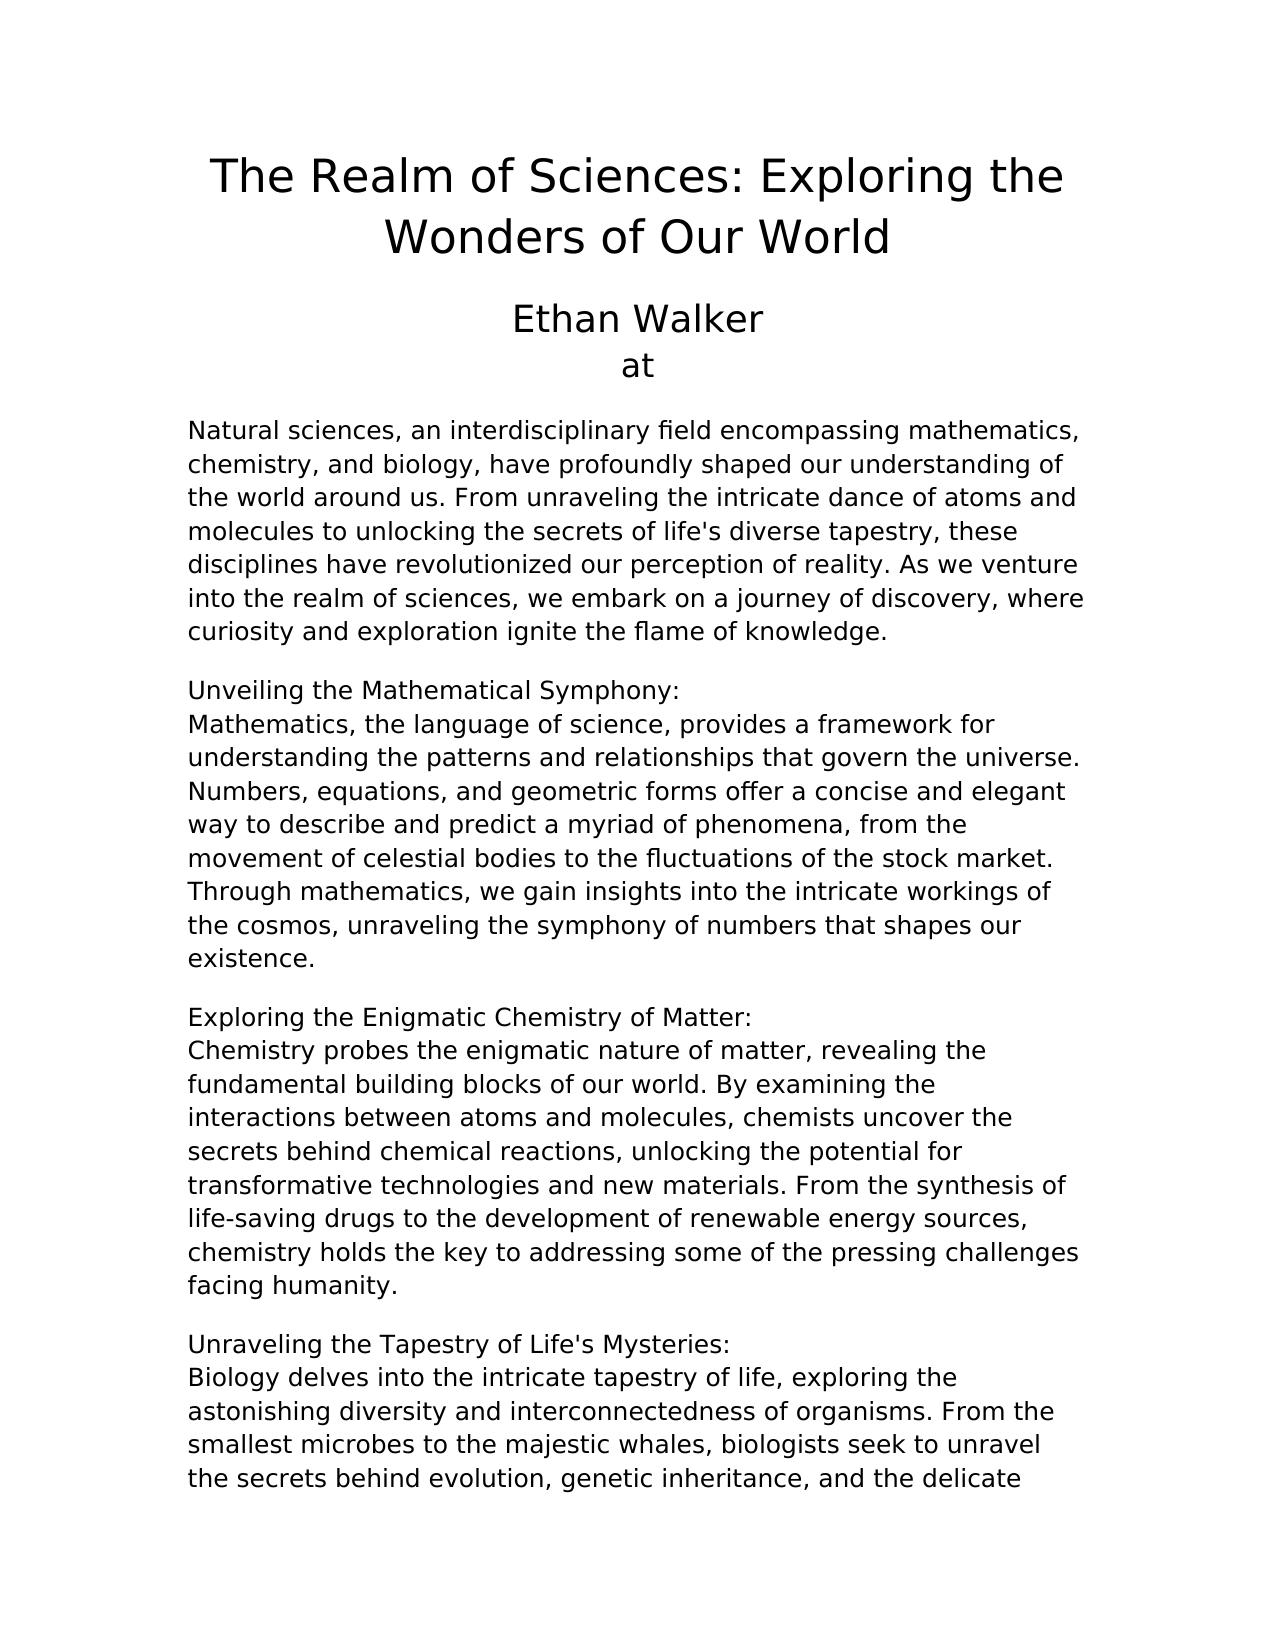 The Realm of Sciences: Exploring the
Wonders of Our World
Ethan Walker
at
Natural sciences, an interdisciplinary field encompassing mathematics,
chemistry, and biology, have profoundly shaped our understanding of
the world around us. From unraveling the intricate dance of atoms and
molecules to unlocking the secrets of life's diverse tapestry, these
disciplines have revolutionized our perception of reality. As we venture
into the realm of sciences, we embark on a journey of discovery, where
curiosity and exploration ignite the flame of knowledge.
Unveiling the Mathematical Symphony:
Mathematics, the language of science, provides a framework for
understanding the patterns and relationships that govern the universe.
Numbers, equations, and geometric forms offer a concise and elegant
way to describe and predict a myriad of phenomena, from the
movement of celestial bodies to the fluctuations of the stock market.
Through mathematics, we gain insights into the intricate workings of
the cosmos, unraveling the symphony of numbers that shapes our
existence.
Exploring the Enigmatic Chemistry of Matter:
Chemistry probes the enigmatic nature of matter, revealing the
fundamental building blocks of our world. By examining the
interactions between atoms and molecules, chemists uncover the
secrets behind chemical reactions, unlocking the potential for
transformative technologies and new materials. From the synthesis of
life-saving drugs to the development of renewable energy sources,
chemistry holds the key to addressing some of the pressing challenges
facing humanity.
Unraveling the Tapestry of Life's Mysteries:
Biology delves into the intricate tapestry of life, exploring the
astonishing diversity and interconnectedness of organisms. From the
smallest microbes to the majestic whales, biologists seek to unravel
the secrets behind evolution, genetic inheritance, and the delicate